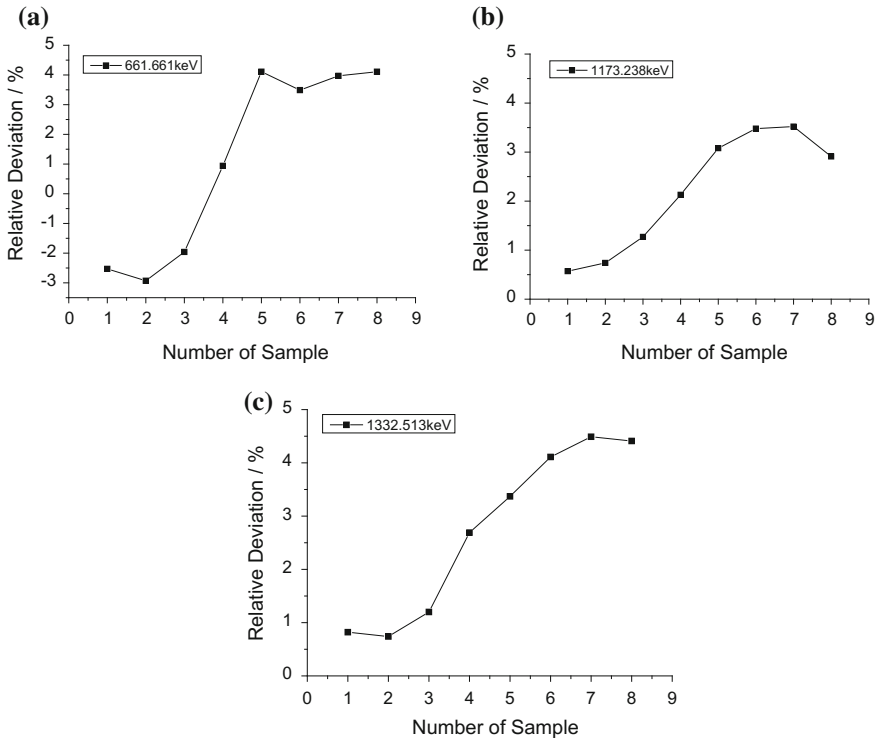 (a)
661.661keV
5
4
3
2
1
0
-1
-2
-3
Relative Deviation / %
0 1 2 3 4 5 6 7 8 9
Number of Sample
(b)
1173.238keV
5
4
3
2
1
0
Relative Deviation / %
0 1 2 3 4 5 6 7 8 9
Number of Sample
(c)
1332.513keV
5
4
3
2
1
0
Relative Deviation / %
0 1 2 3 4 5 6 7 8 9
Number of Sample